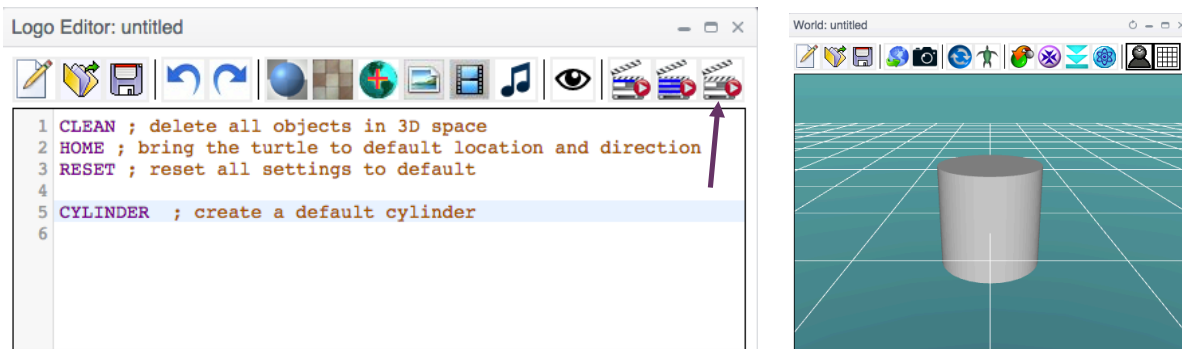 Logo Editor: untitled
1 CLEAN ; delete all objects in 3D space
2 HOME ; bring the turtle to default location and direction
3 RESET ; reset all settings to default
4
5 CYLINDER  ; create a default cylinder
6
World: untitled